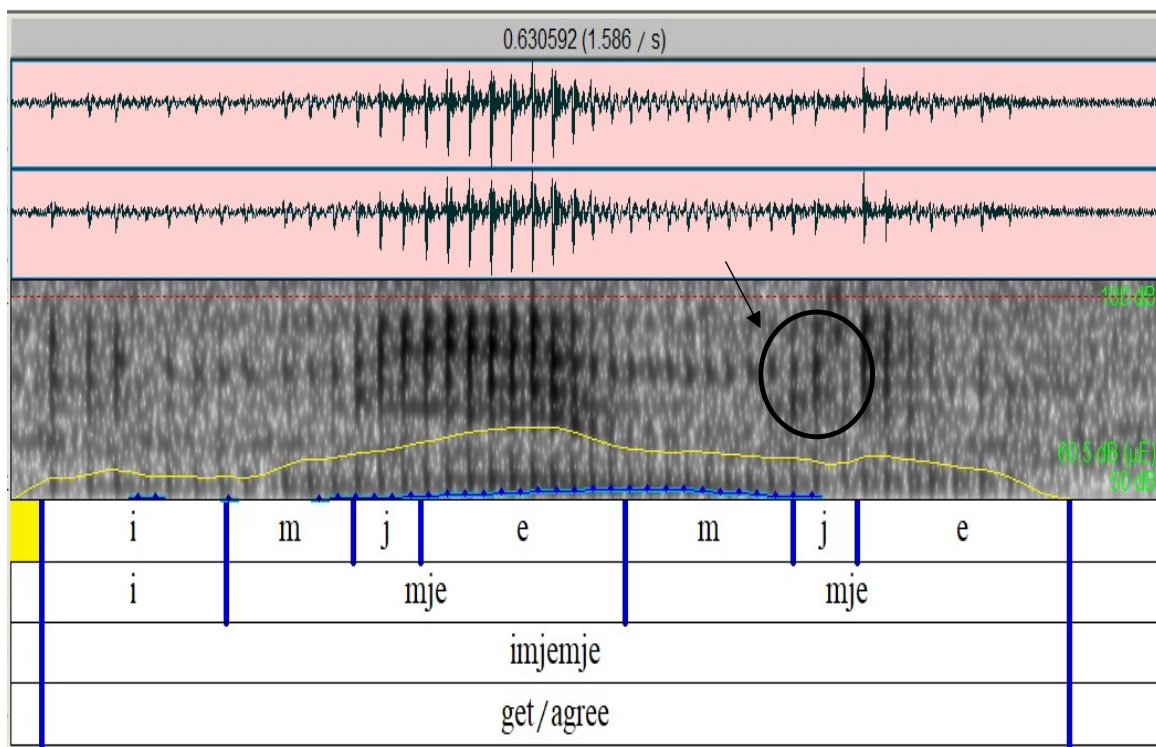 0.630592 (1.586 / s)
100 dB
60.5 dB (µE)
50 dB
i m j e m j e
i mje mje
imjemje
get/agree